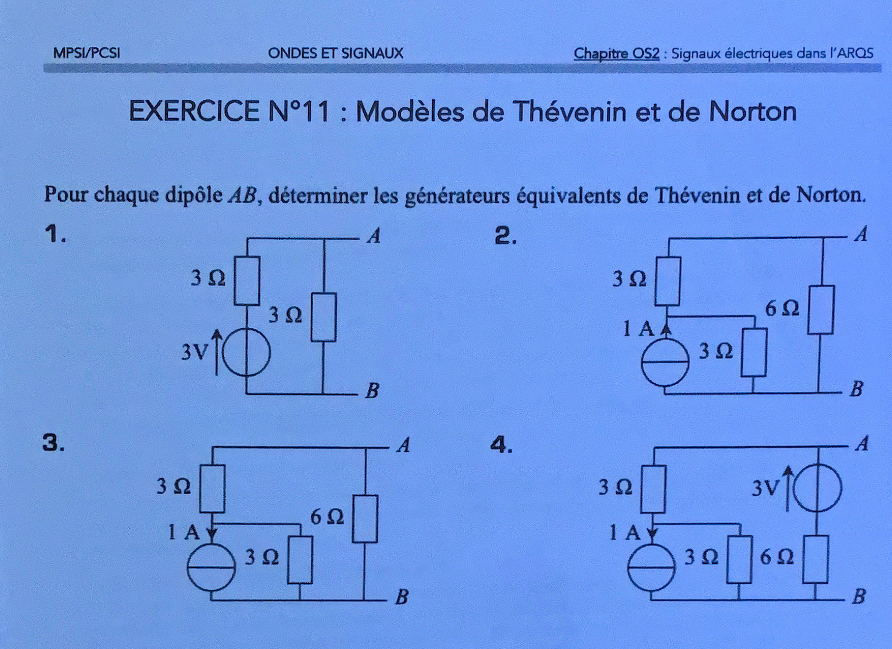 MPSI/PCSI ONDES ET SIGNAUX Chapitre OS2 : Signaux électriques dans l'ARQS
EXERCICE N°11 : Modèles de Thévenin et de Norton
Pour chaque dipôle AB, déterminer les générateurs équivalents de Thévenin et de Norton.
1.
A
3 Ω
3 Ω
3V
B
2.
A
3 Ω
6 Ω
1 A
3 Ω
B
3.
A
3 Ω
6 Ω
1 A
3 Ω
B
4.
A
3 Ω
3V
1 A
3 Ω
6 Ω
B